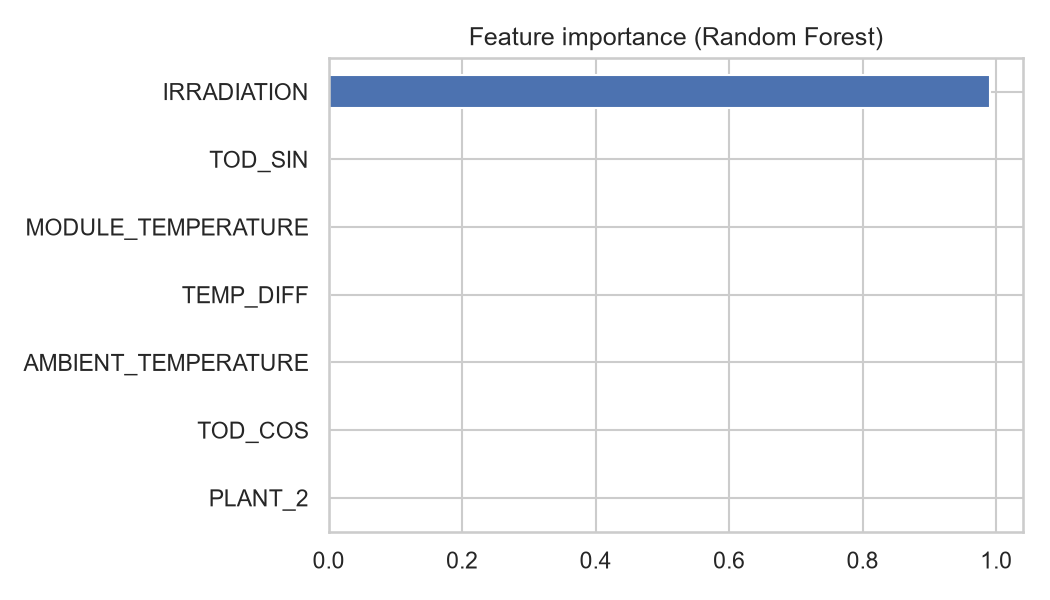 Feature importance (Random Forest)
IRRADIATION
TOD_SIN
MODULE_TEMPERATURE
TEMP_DIFF
AMBIENT_TEMPERATURE
TOD_COS
PLANT_2
0.0 0.2 0.4 0.6 0.8 1.0